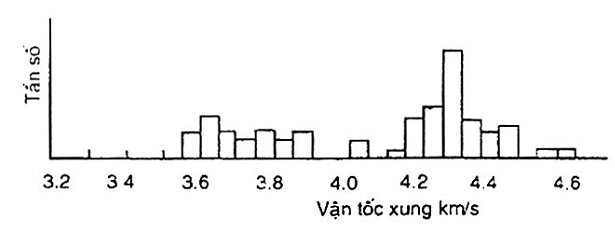 Tần số
3.2 3 4 3.6 3.8 4.0 4.2 4.4 4.6
Vận tốc xung km/s